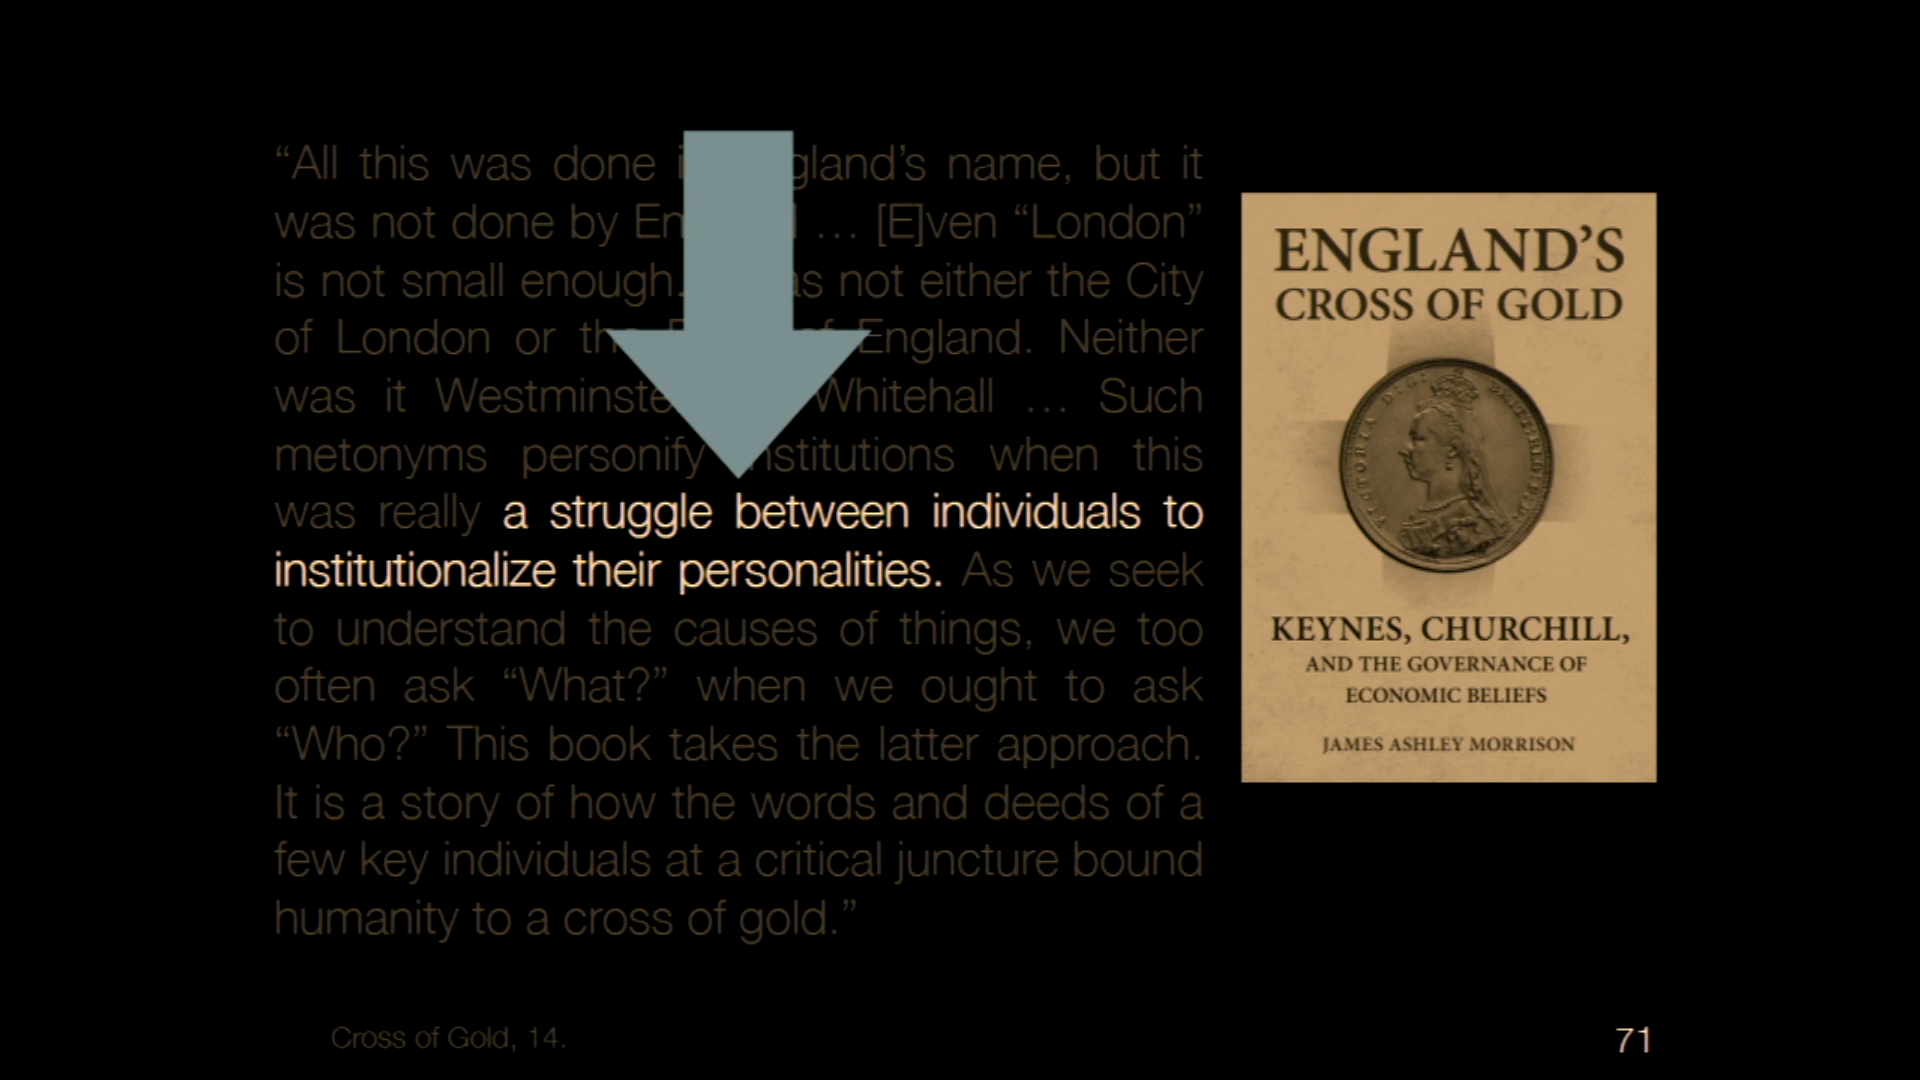 “All this was done i gland’s name, but it
was not done by En … [E]ven “London”
is not small enough. as not either the City
of London or th of England. Neither
was it Westminste Whitehall … Such
metonyms personify nstitutions when this
was really a struggle between individuals to
institutionalize their personalities. As we seek
to understand the causes of things, we too
often ask “What?” when we ought to ask
“Who?” This book takes the latter approach.
It is a story of how the words and deeds of a
few key individuals at a critical juncture bound
humanity to a cross of gold.”
ENGLAND’S
CROSS OF GOLD
VICTORIA D: G: BRITT: REG: F: D:
KEYNES, CHURCHILL,
AND THE GOVERNANCE OF
ECONOMIC BELIEFS
JAMES ASHLEY MORRISON
Cross of Gold, 14.
71